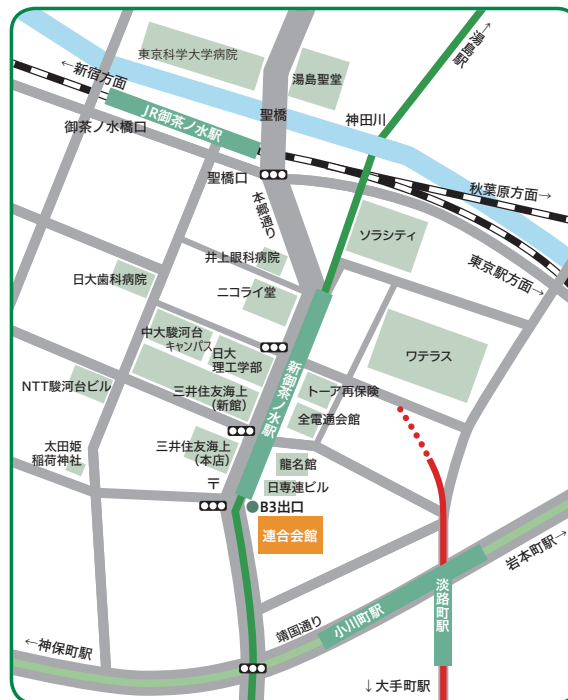 東京科学大学病院
湯島聖堂
→湯島駅
←新宿方面
聖橋
神田川
JR御茶ノ水駅
御茶ノ水橋口
聖橋口
秋葉原方面→
本郷通り
ソラシティ
東京駅方面→
井上眼科病院
日大歯科病院
ニコライ堂
中大駿河台
キャンパス
日大
理工学部
ワテラス
新御茶ノ水駅
NTT駿河台ビル
三井住友海上
(新館)
トーア再保険
全電通会館
太田姫
稲荷神社
三井住友海上
(本店)
龍名館
〒
日専連ビル
B3出口
連合会館
岩本町駅→
淡路町駅
小川町駅
靖国通り
←神保町駅
↓大手町駅